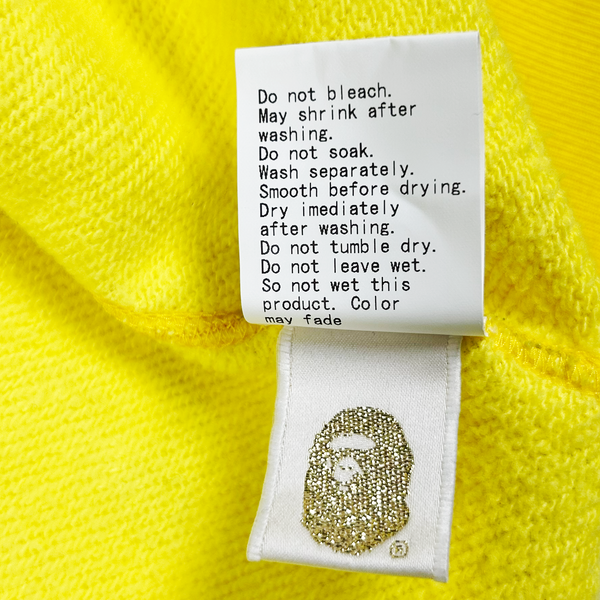 Do not bleach.
May shrink after
washing.
Do not soak.
Wash separately.
Smooth before drying.
Dry imediately
after washing.
Do not tumble dry.
Do not leave wet.
So not wet this
product. Color
may fade
®